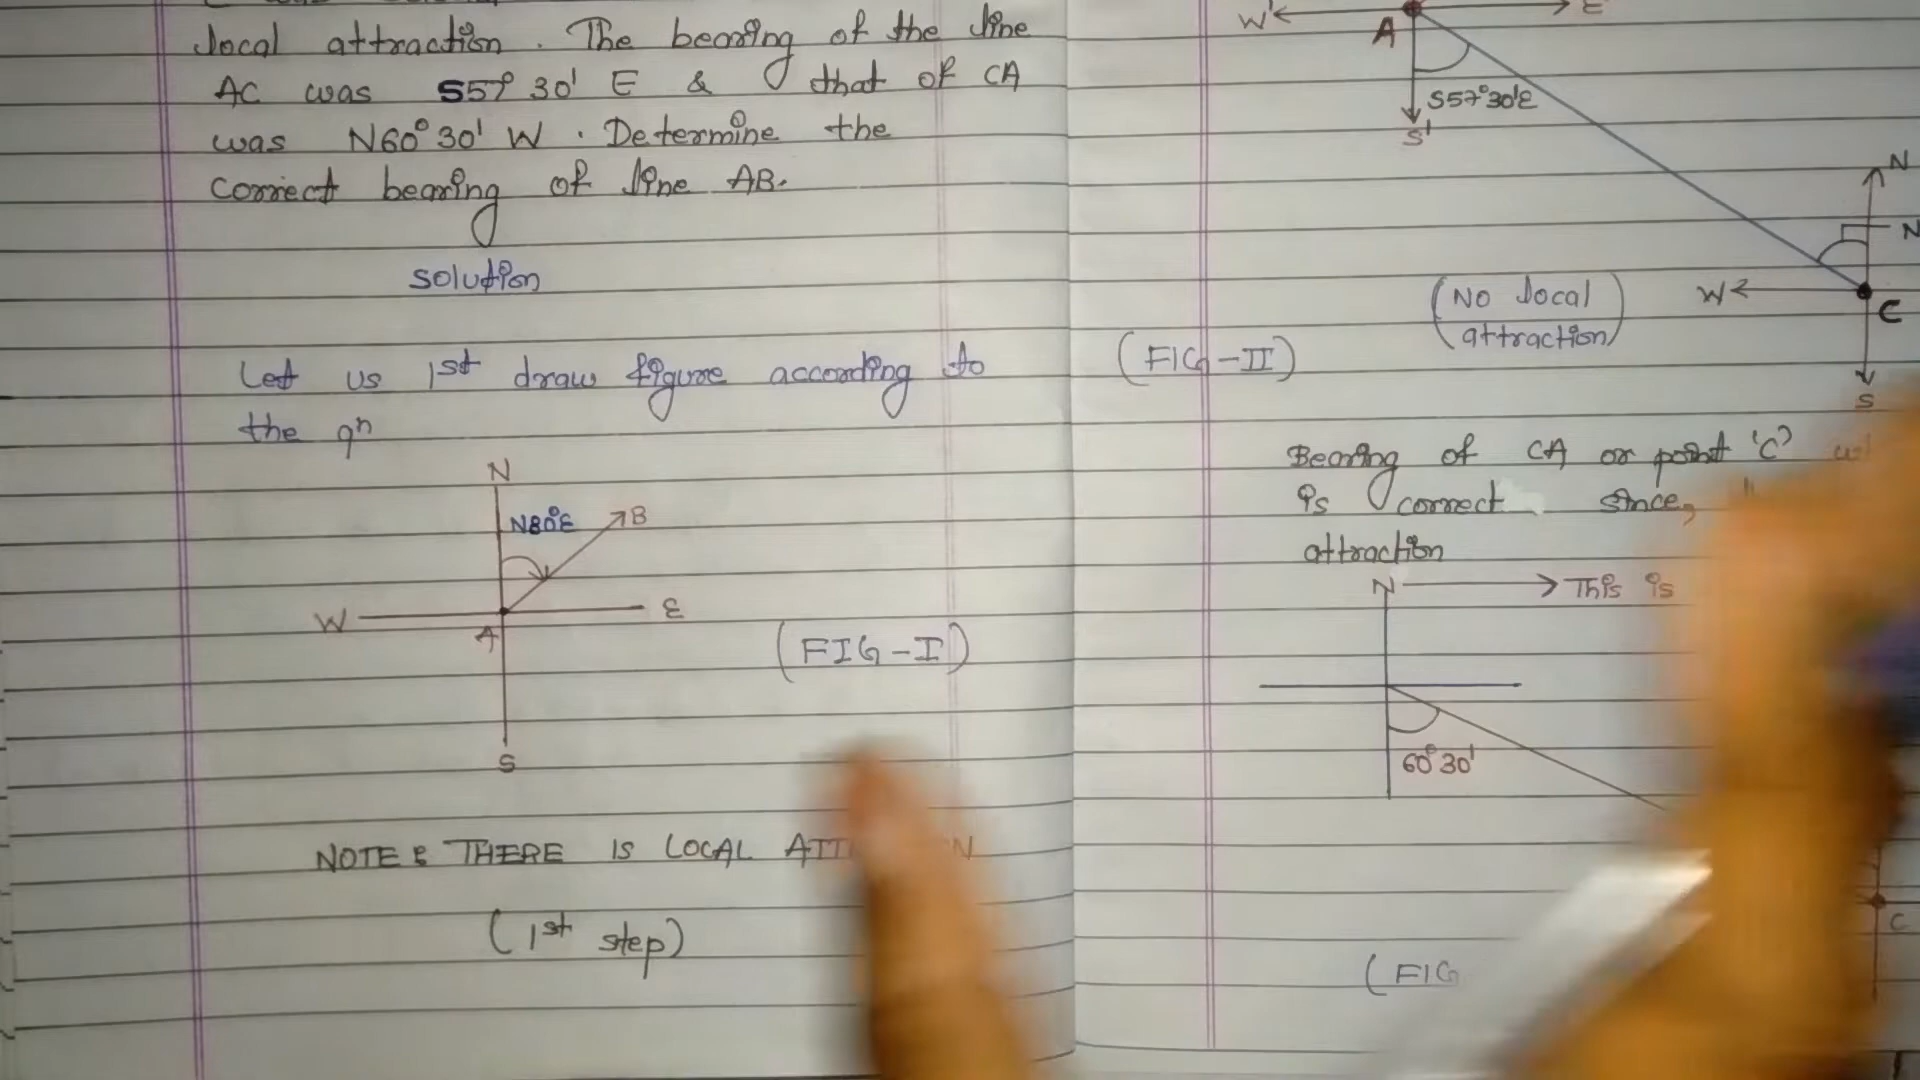 local attraction. The bearing of the line
AC was S57° 30' E & that of CA
was N60° 30' W. Determine the
correct bearing of line AB.
solution
Let us 1st draw figure according to
the qn
N
N80°E
B
W
E
A
(FIG-I)
S
NOTE : THERE IS LOCAL
(1st step)
W'
E
A
S57°30'E
S'
N
N
W
C
(No local
attraction)
S
(FIG-II)
Bearing of CA or point 'C'
is correct since,
attraction
N
This is
60° 30'
C
(FIG